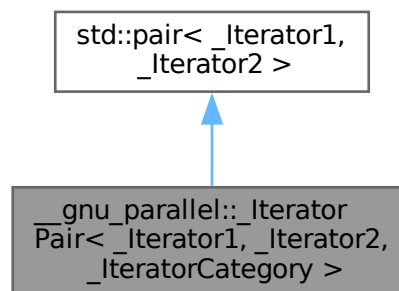 std::pair< _Iterator1,
_Iterator2 >
__gnu_parallel::_Iterator
Pair< _Iterator1, _Iterator2,
_IteratorCategory >